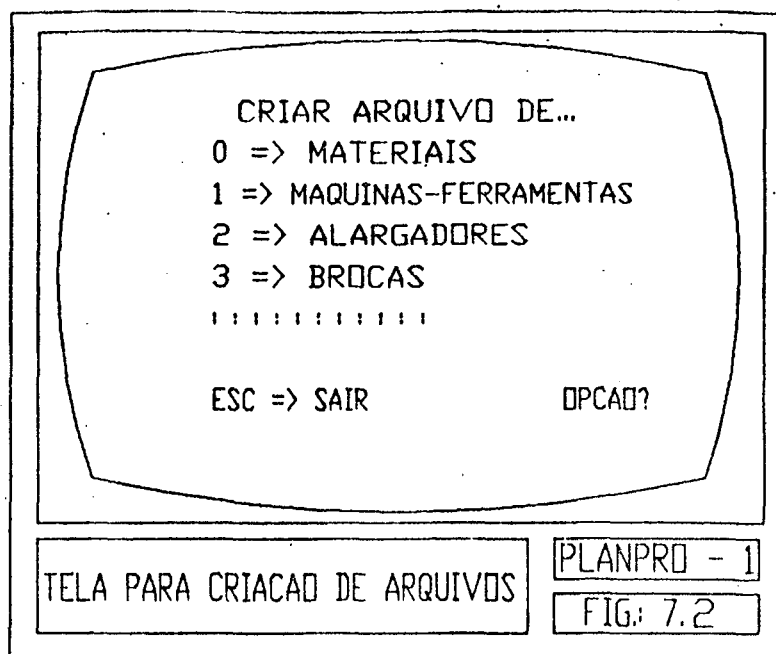 CRIAR ARQUIVO DE...
0 => MATERIAIS
1 => MAQUINAS-FERRAMENTAS
2 => ALARGADORES
3 => BROCAS
: : : : : : : : : : :
ESC => SAIR OPCAO?
TELA PARA CRIACAO DE ARQUIVOS
PLANPRO - 1
FIG.: 7.2